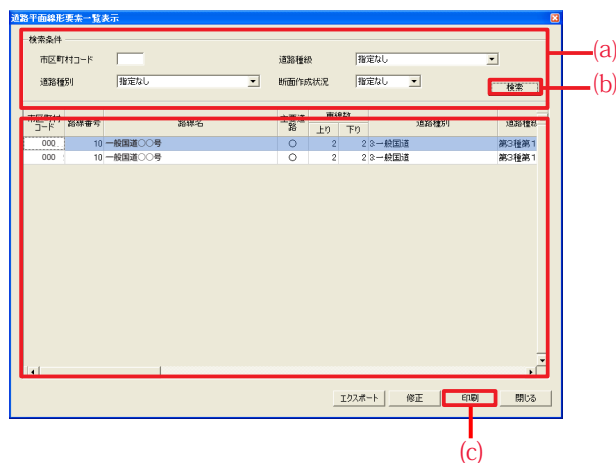 道路平面線形要素一覧表示
検索条件
市区町村コード
道路種級 指定なし
(a)
道路種別 指定なし
断面作成状況 指定なし
検索
(b)
市区町村コード 路線番号 路線名 主要道路 車線数 上り 下り 道路種別 道路種級
000 10 一般国道○○号 ○ 2 2 3:一般国道 第3種第1
000 10 一般国道○○号 ○ 2 2 3:一般国道 第3種第1
エクスポート 修正 印刷 閉じる
(c)